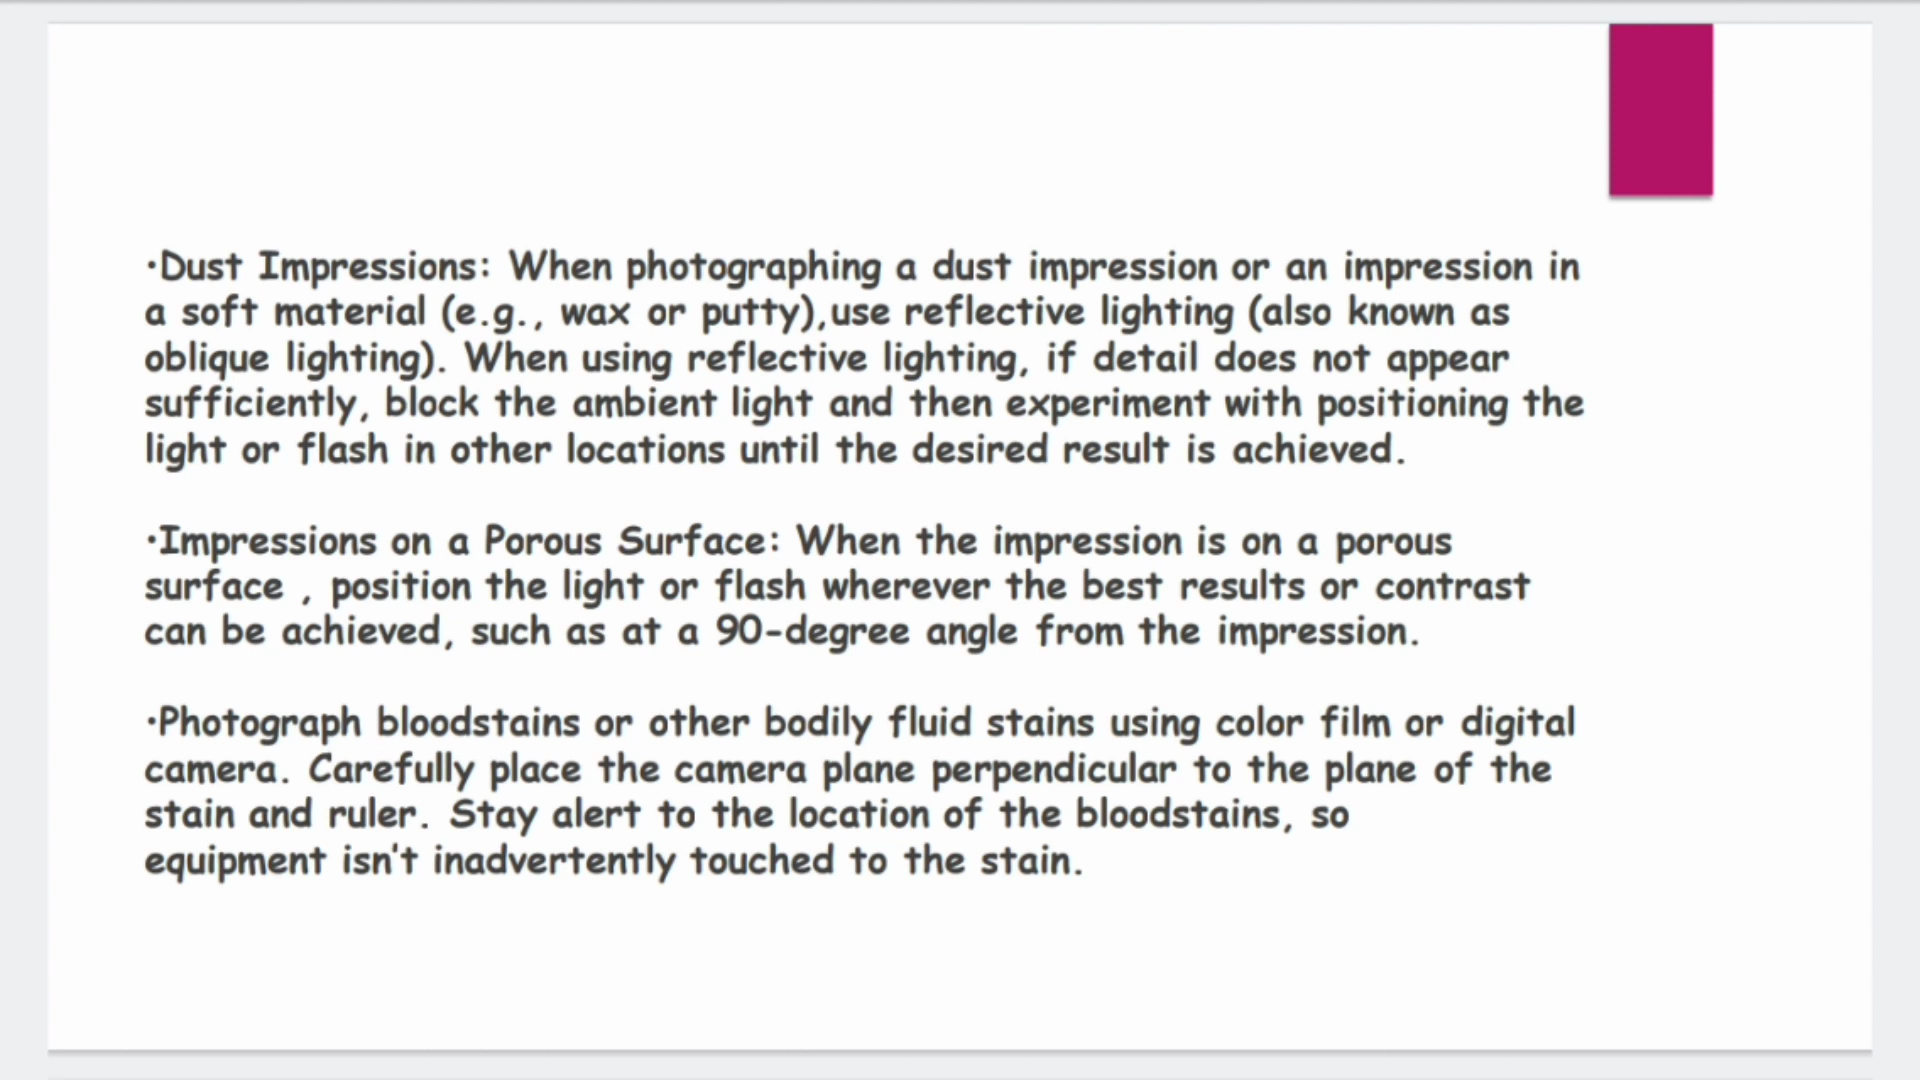 •Dust Impressions: When photographing a dust impression or an impression in
a soft material (e.g., wax or putty),use reflective lighting (also known as
oblique lighting). When using reflective lighting, if detail does not appear
sufficiently, block the ambient light and then experiment with positioning the
light or flash in other locations until the desired result is achieved.
•Impressions on a Porous Surface: When the impression is on a porous
surface , position the light or flash wherever the best results or contrast
can be achieved, such as at a 90-degree angle from the impression.
•Photograph bloodstains or other bodily fluid stains using color film or digital
camera. Carefully place the camera plane perpendicular to the plane of the
stain and ruler. Stay alert to the location of the bloodstains, so
equipment isn't inadvertently touched to the stain.